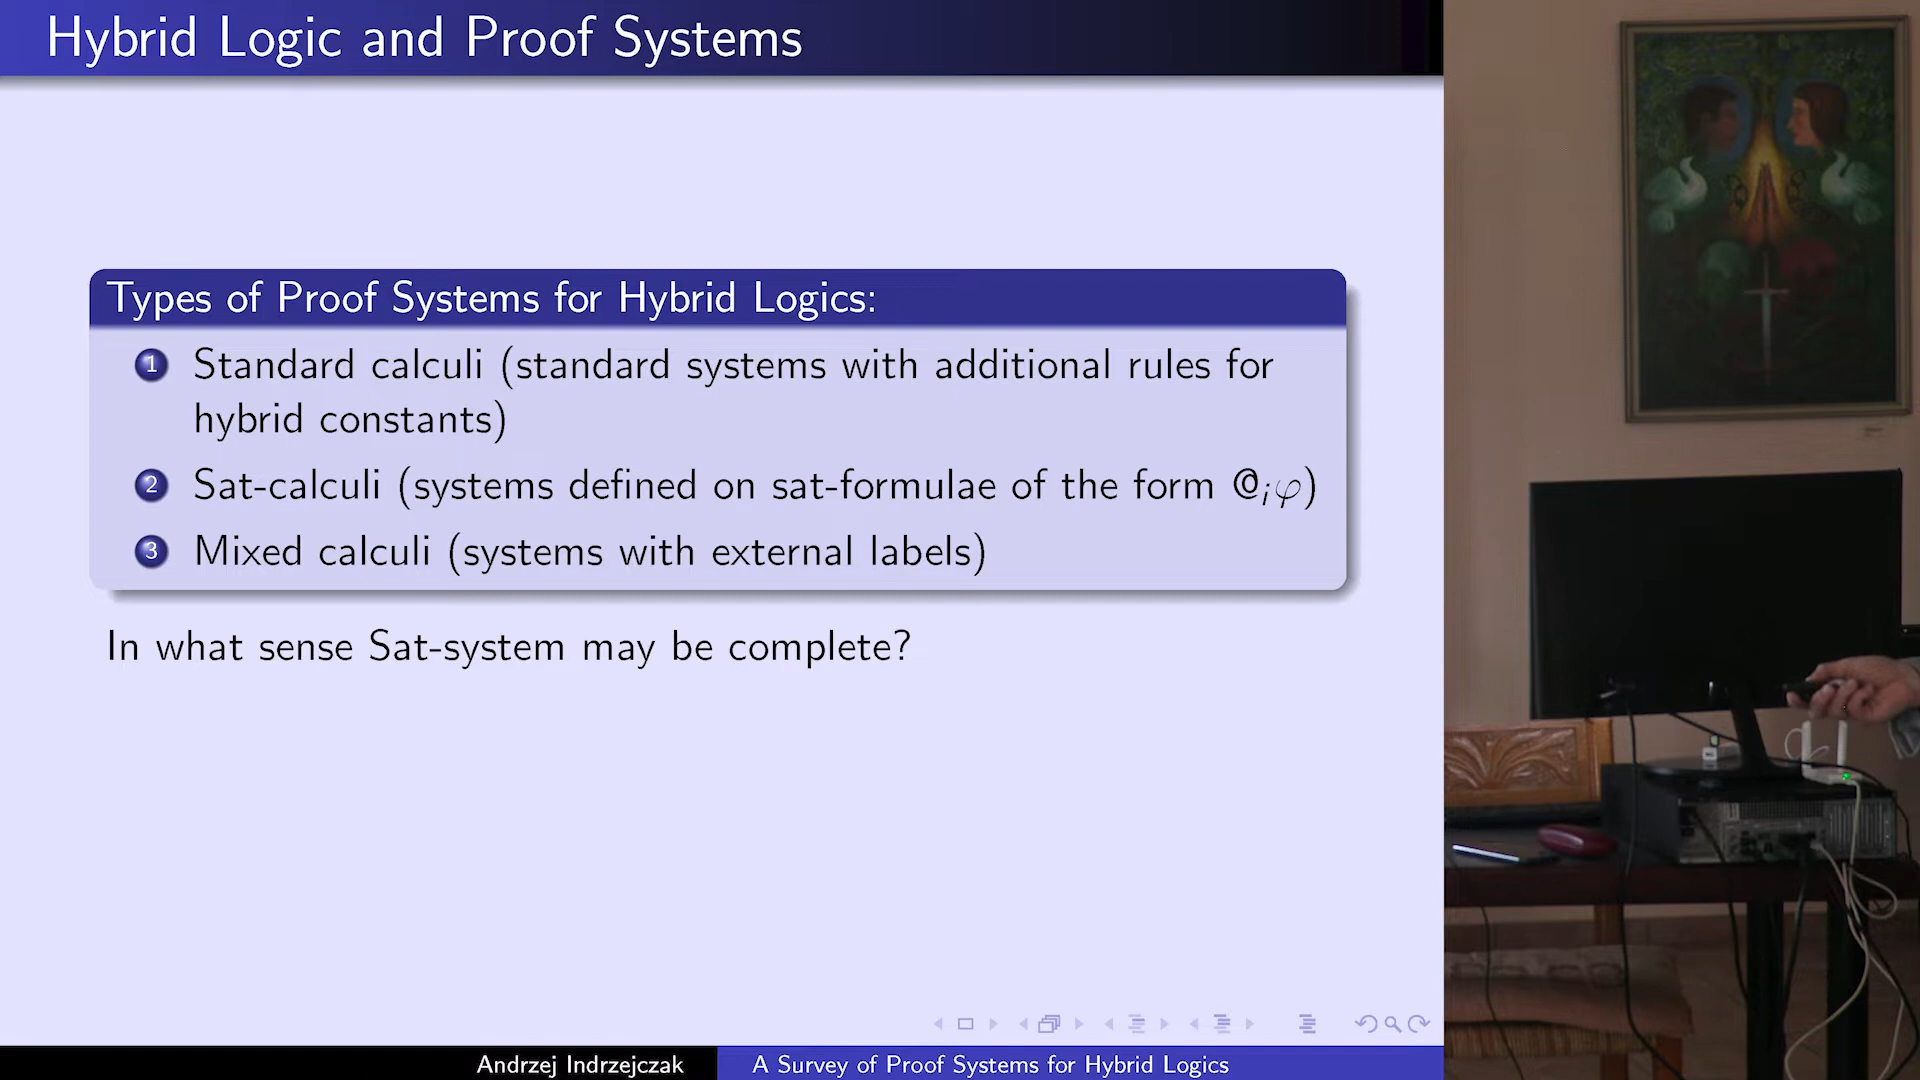 Hybrid Logic and Proof Systems
Types of Proof Systems for Hybrid Logics:
1 Standard calculi (standard systems with additional rules for
hybrid constants)
2 Sat-calculi (systems defined on sat-formulae of the form @ᵢφ)
3 Mixed calculi (systems with external labels)
In what sense Sat-system may be complete?
Andrzej Indrzejczak
A Survey of Proof Systems for Hybrid Logics